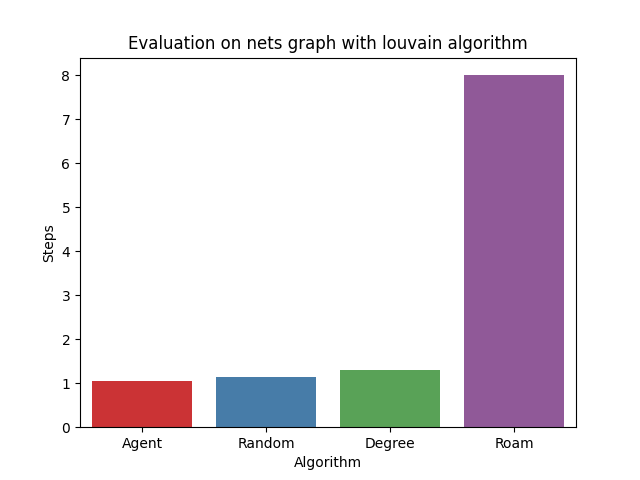 Evaluation on nets graph with louvain algorithm
8
7
6
5
4
3
2
1
0
Steps
Agent Random Degree Roam
Algorithm